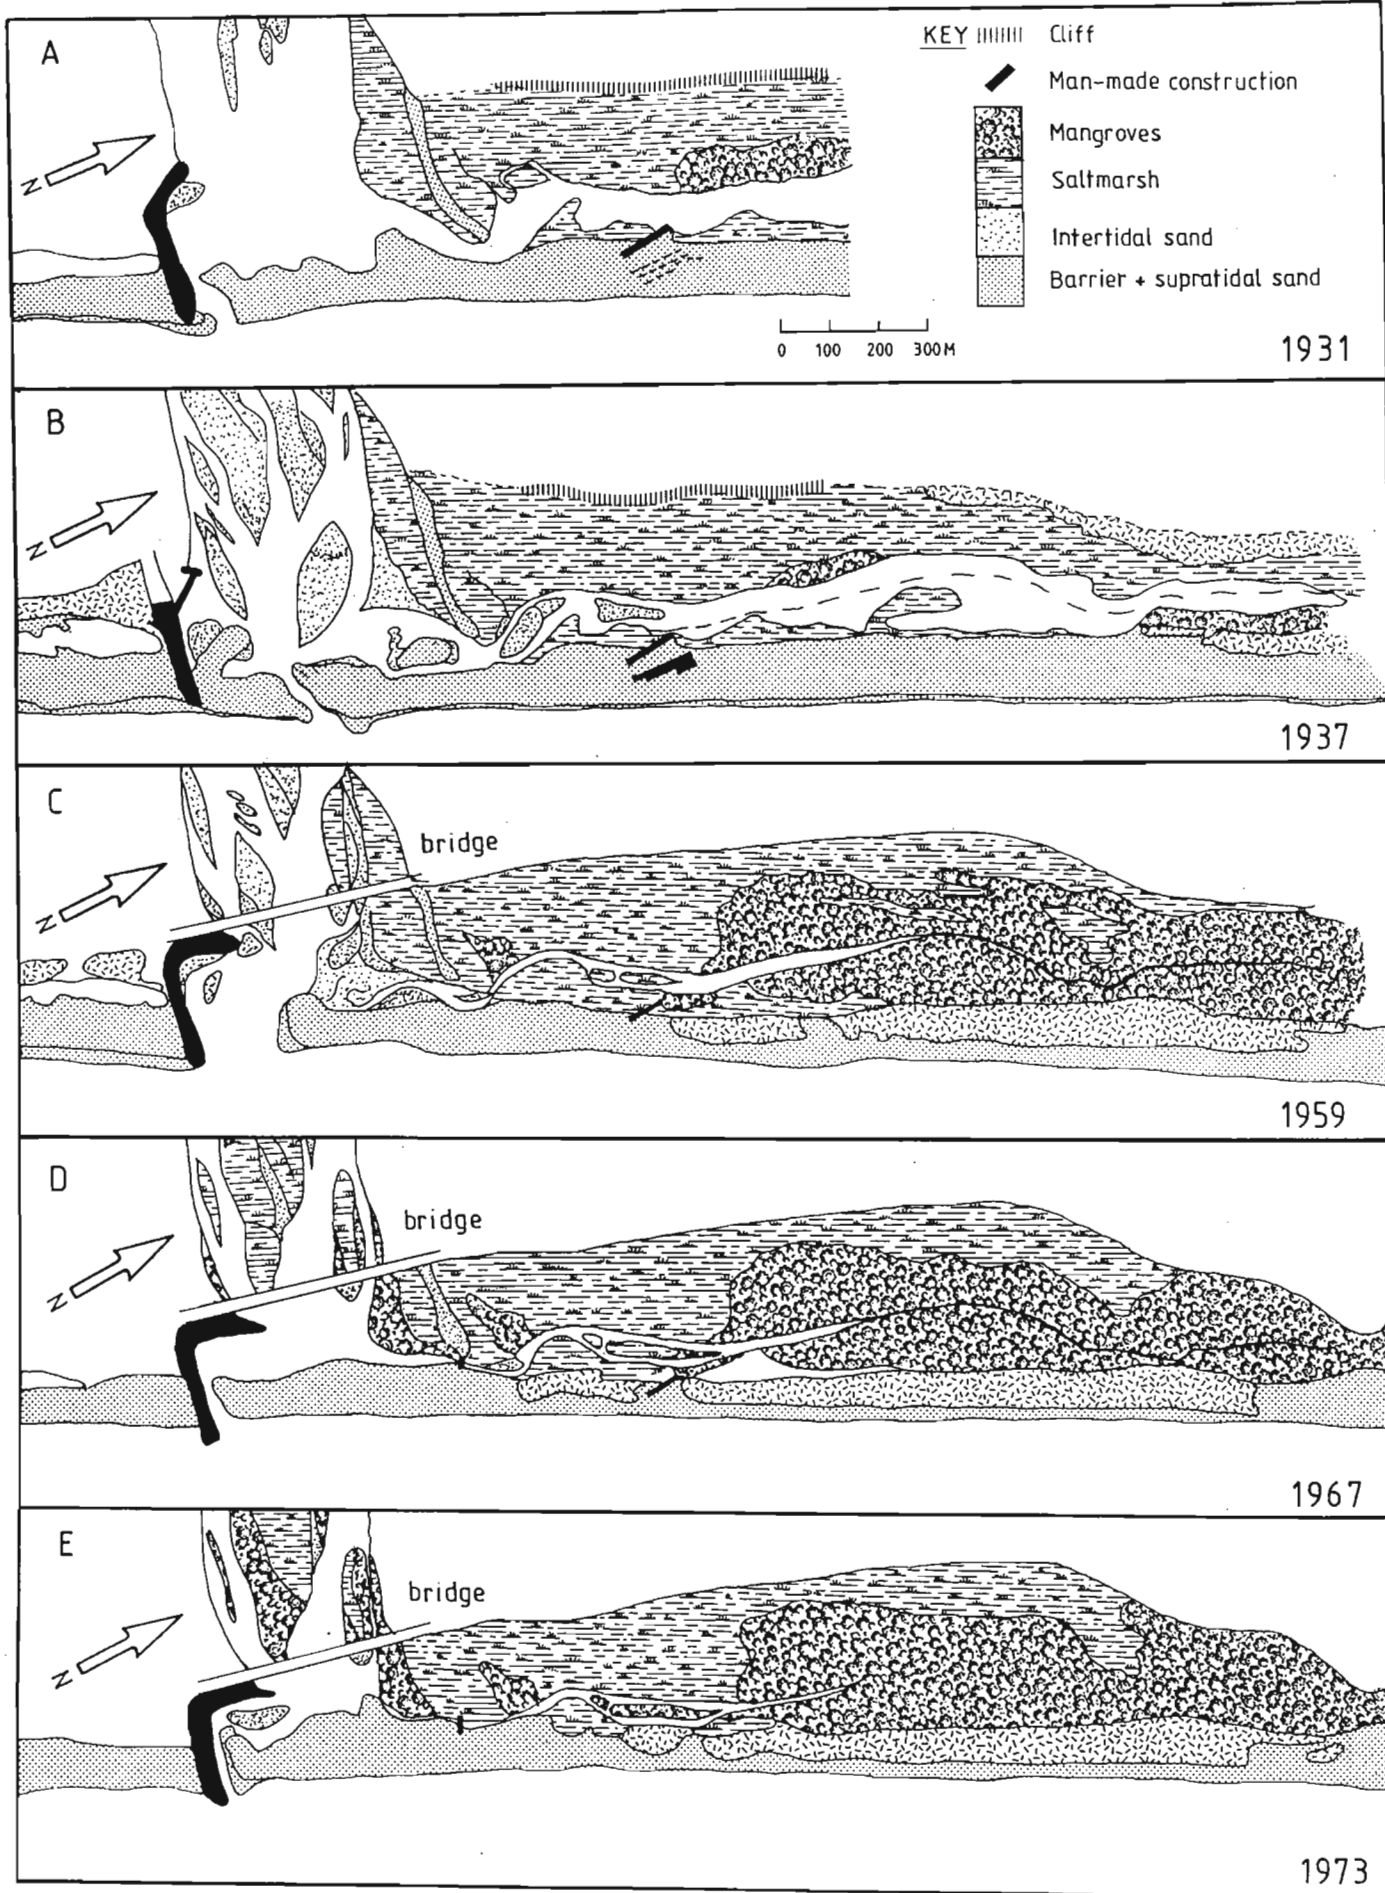 A
KEY Cliff
Man-made construction
Mangroves
Saltmarsh
Intertidal sand
Barrier + supratidal sand
N
0 100 200 300M
1931
B
N
1937
C
bridge
N
1959
D
bridge
N
1967
E
bridge
N
1973